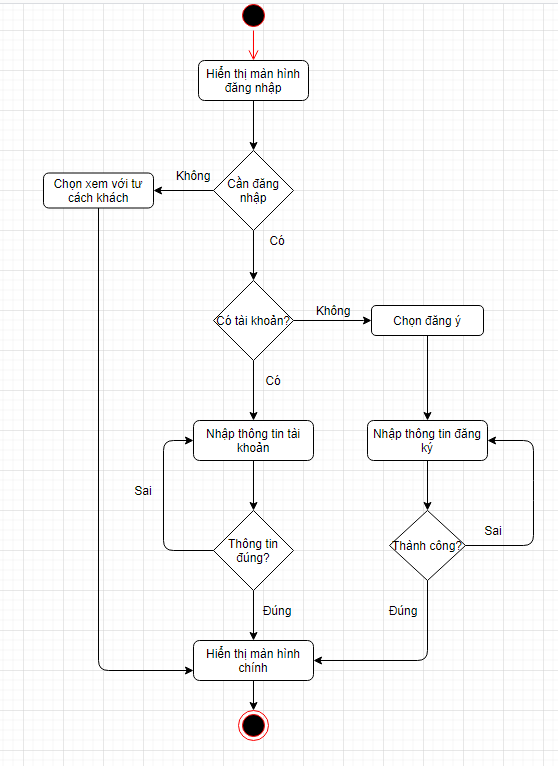 Hiển thị màn hình
đăng nhập
Không
Chọn xem với tư
cách khách
Cần đăng
nhập
Có
Có tài khoản?
Không
Chọn đăng ý
Có
Nhập thông tin tài
khoản
Nhập thông tin đăng
ký
Sai
Thông tin
đúng?
Thành công?
Sai
Đúng
Đúng
Hiển thị màn hình
chính